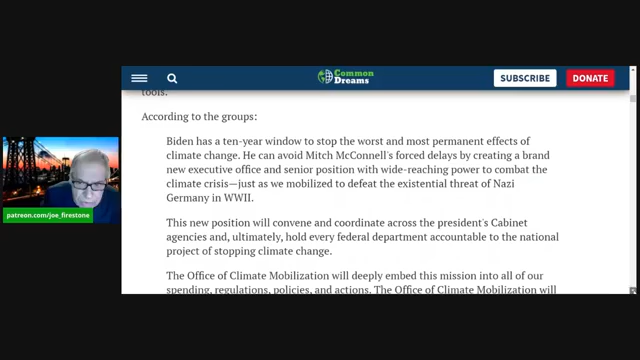 Common
Dreams
SUBSCRIBE
DONATE
tools.
According to the groups:
Biden has a ten-year window to stop the worst and most permanent effects of
climate change. He can avoid Mitch McConnell's forced delays by creating a brand
new executive office and senior position with wide-reaching power to combat the
climate crisis—just as we mobilized to defeat the existential threat of Nazi
Germany in WWII.
This new position will convene and coordinate across the president's Cabinet
agencies and, ultimately, hold every federal department accountable to the national
project of stopping climate change.
The Office of Climate Mobilization will deeply embed this mission into all of our
spending, regulations, policies, and actions. The Office of Climate Mobilization will
patreon.com/joe_firestone